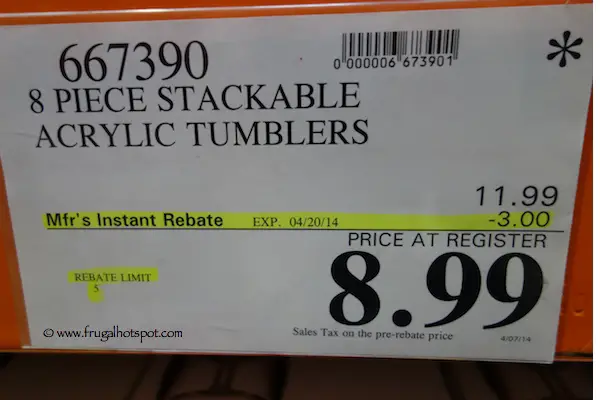 667390
0 000006 673901
*
8 PIECE STACKABLE
ACRYLIC TUMBLERS
11.99
Mfr's Instant Rebate EXP. 04/20/14 -3.00
PRICE AT REGISTER
8.99
REBATE LIMIT
5
Sales Tax on the pre-rebate price 4/07/14
© www.frugalhotspot.com